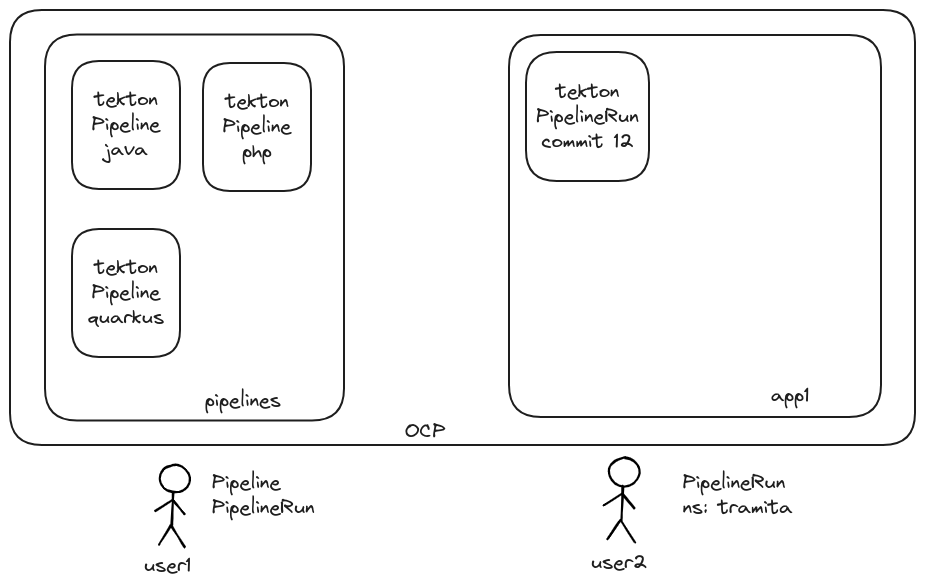 tekton
Pipeline
java
tekton
Pipeline
php
tekton
Pipeline
quarkus
pipelines
tekton
PipelineRun
commit 12
app1
OCP
Pipeline
PipelineRun
user1
PipelineRun
ns: tramita
user2